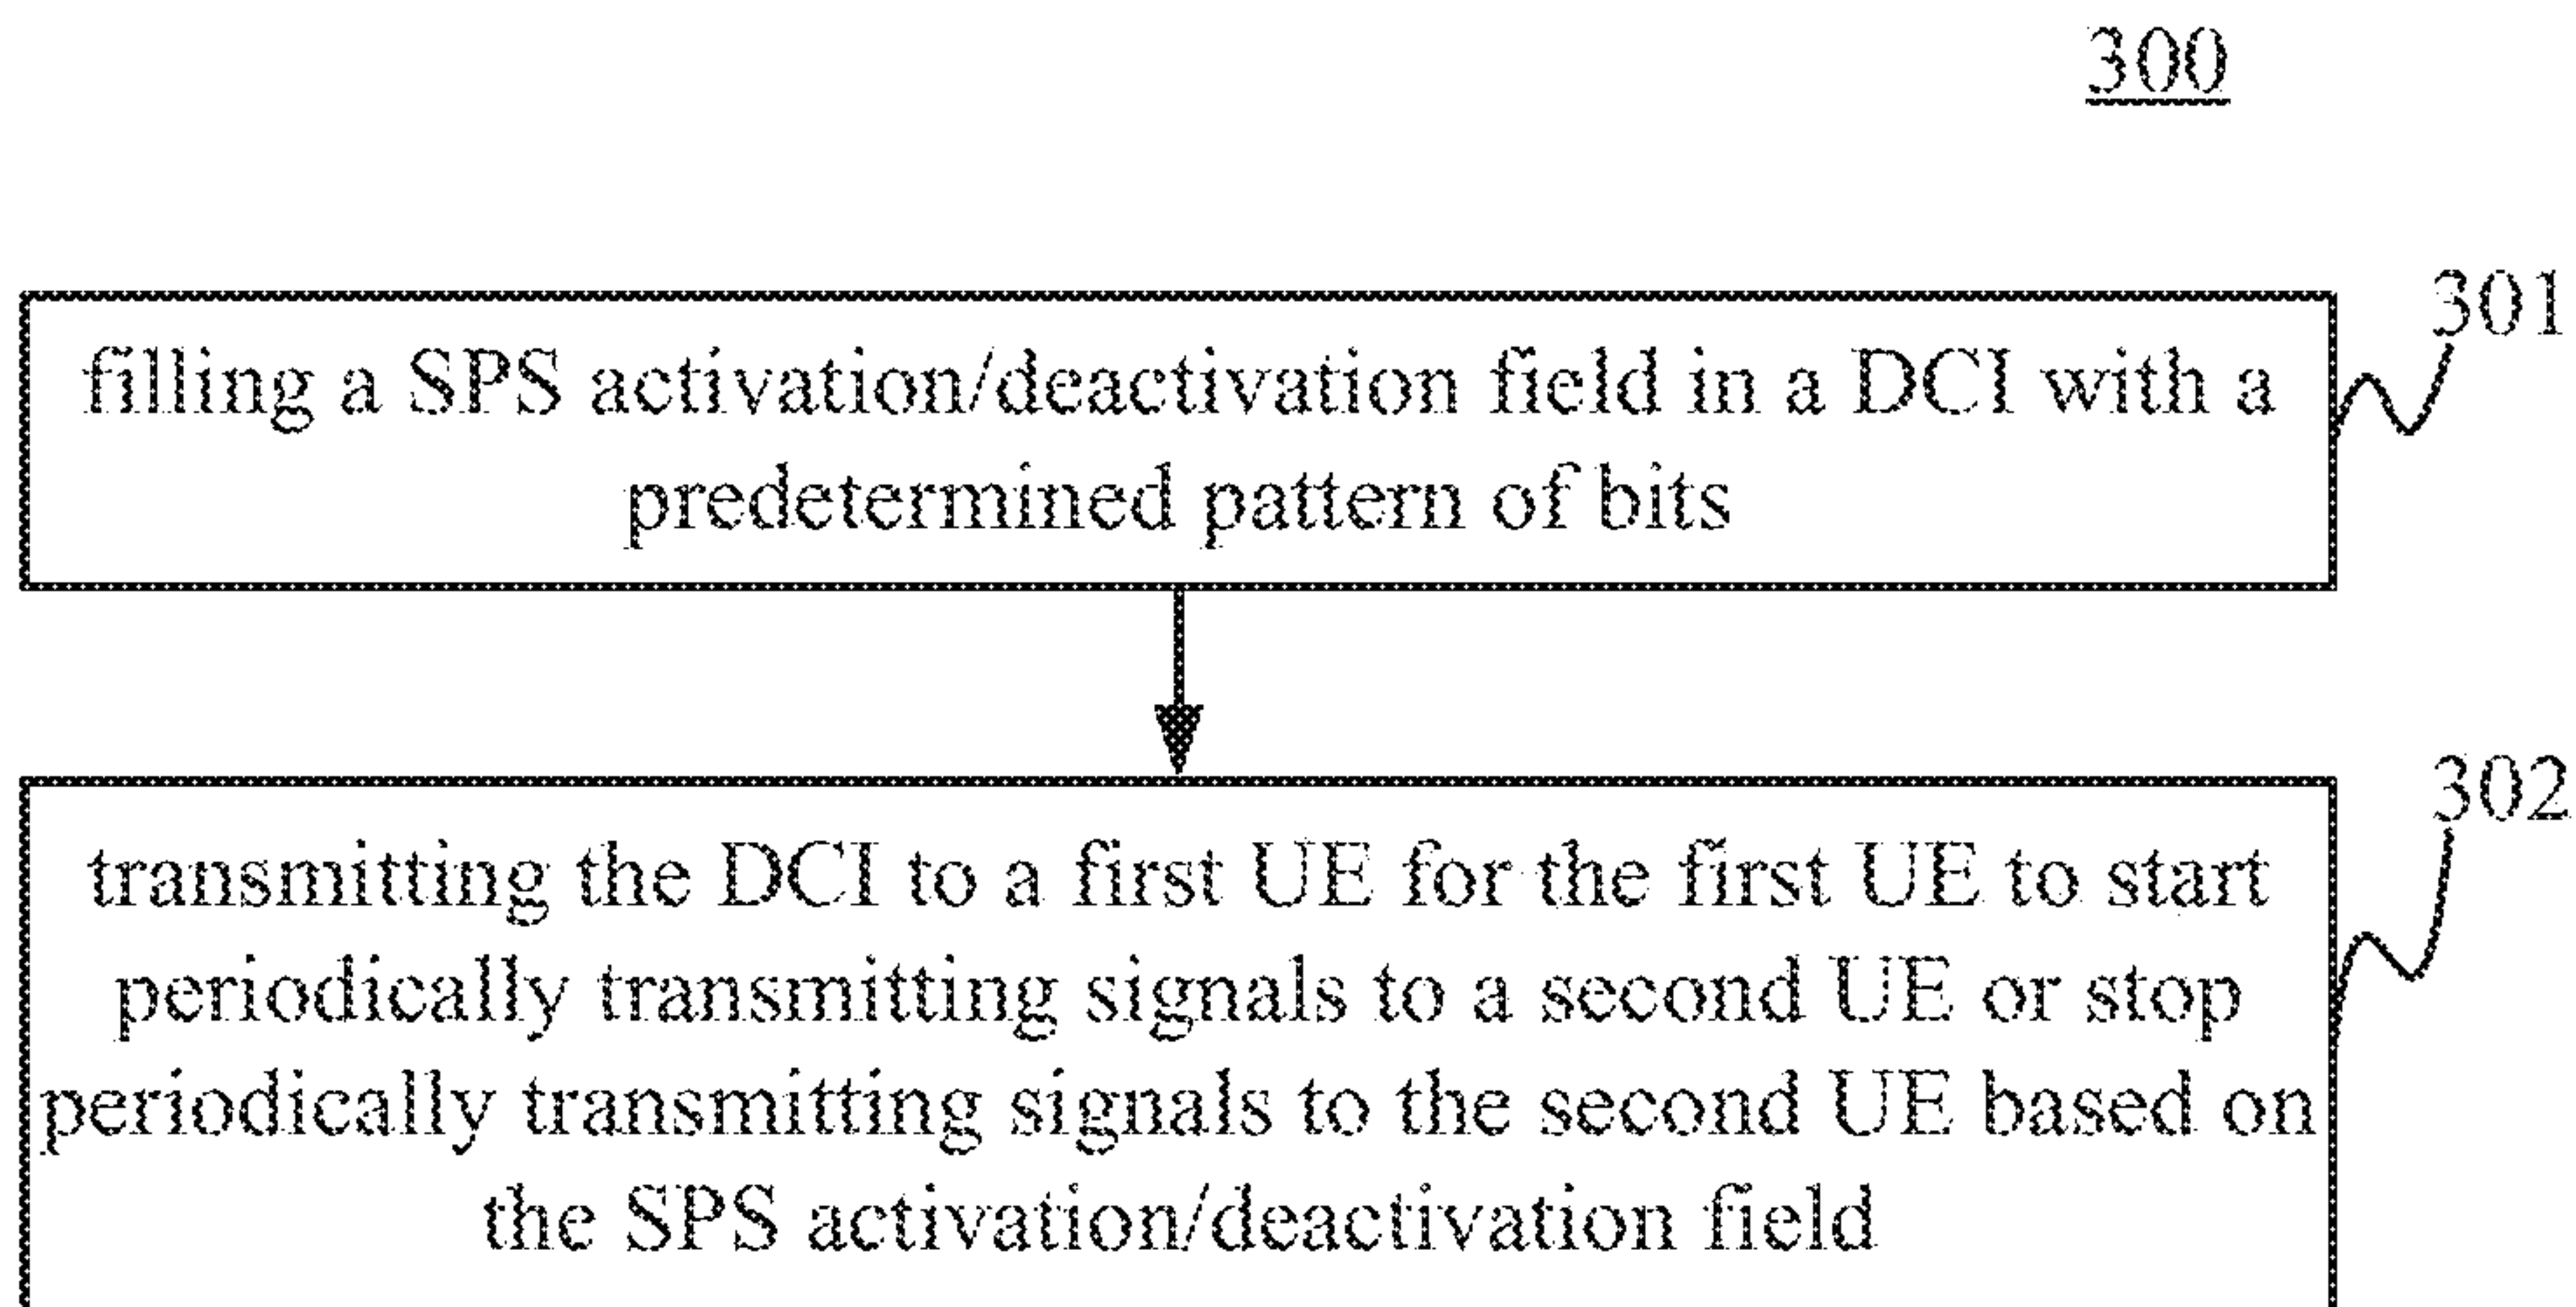 300
301
filling a SPS activation/deactivation field in a DCI with a
predetermined pattern of bits
302
transmitting the DCI to a first UE for the first UE to start
periodically transmitting signals to a second UE or stop
periodically transmitting signals to the second UE based on
the SPS activation/deactivation field